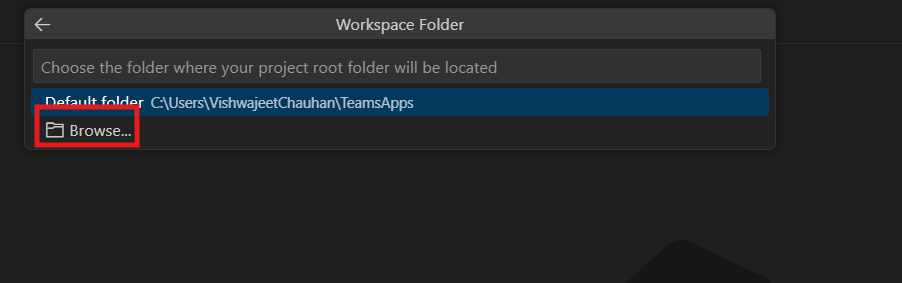 Workspace Folder
Choose the folder where your project root folder will be located
Default folder C:\Users\VishwajeetChauhan\TeamsApps
Browse...